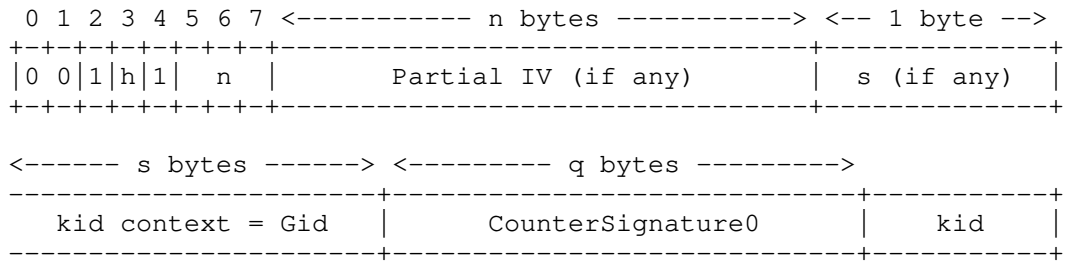 0 1 2 3 4 5 6 7 <----------- n bytes -----------> <-- 1 byte -->
+-+-+-+-+-+-+-+-+---------------------------------+--------------+
|0 0|1|h|1|  n  |       Partial IV (if any)       |  s (if any)  |
+-+-+-+-+-+-+-+-+---------------------------------+--------------+
<------ s bytes ------> <--------- q bytes --------->
-----------------------+-----------------------------+-----------+
   kid context = Gid   |      CounterSignature0      |    kid    |
-----------------------+-----------------------------+-----------+